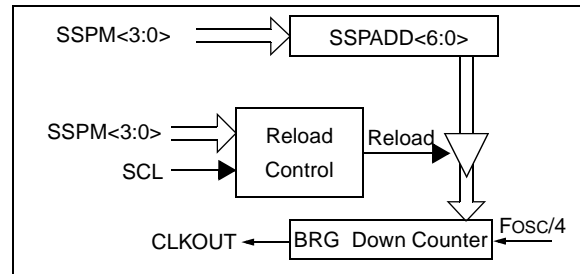 SSPM<3:0>
SSPADD<6:0>
SSPM<3:0>
SCL
Reload
Control
Reload
CLKOUT
BRG Down Counter
FOSC/4